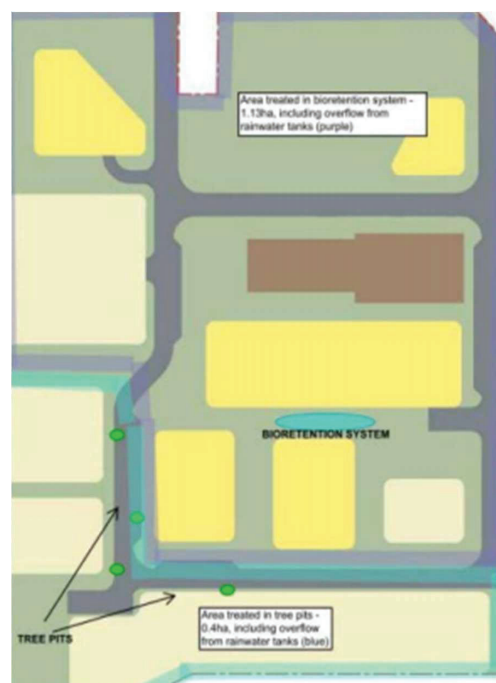 Area treated in bioretention system -
1.13ha, including overflow from
rainwater tanks (purple)
BIORETENTION SYSTEM
TREE PITS
Area treated in tree pits -
0.4ha, including overflow
from rainwater tanks (blue)